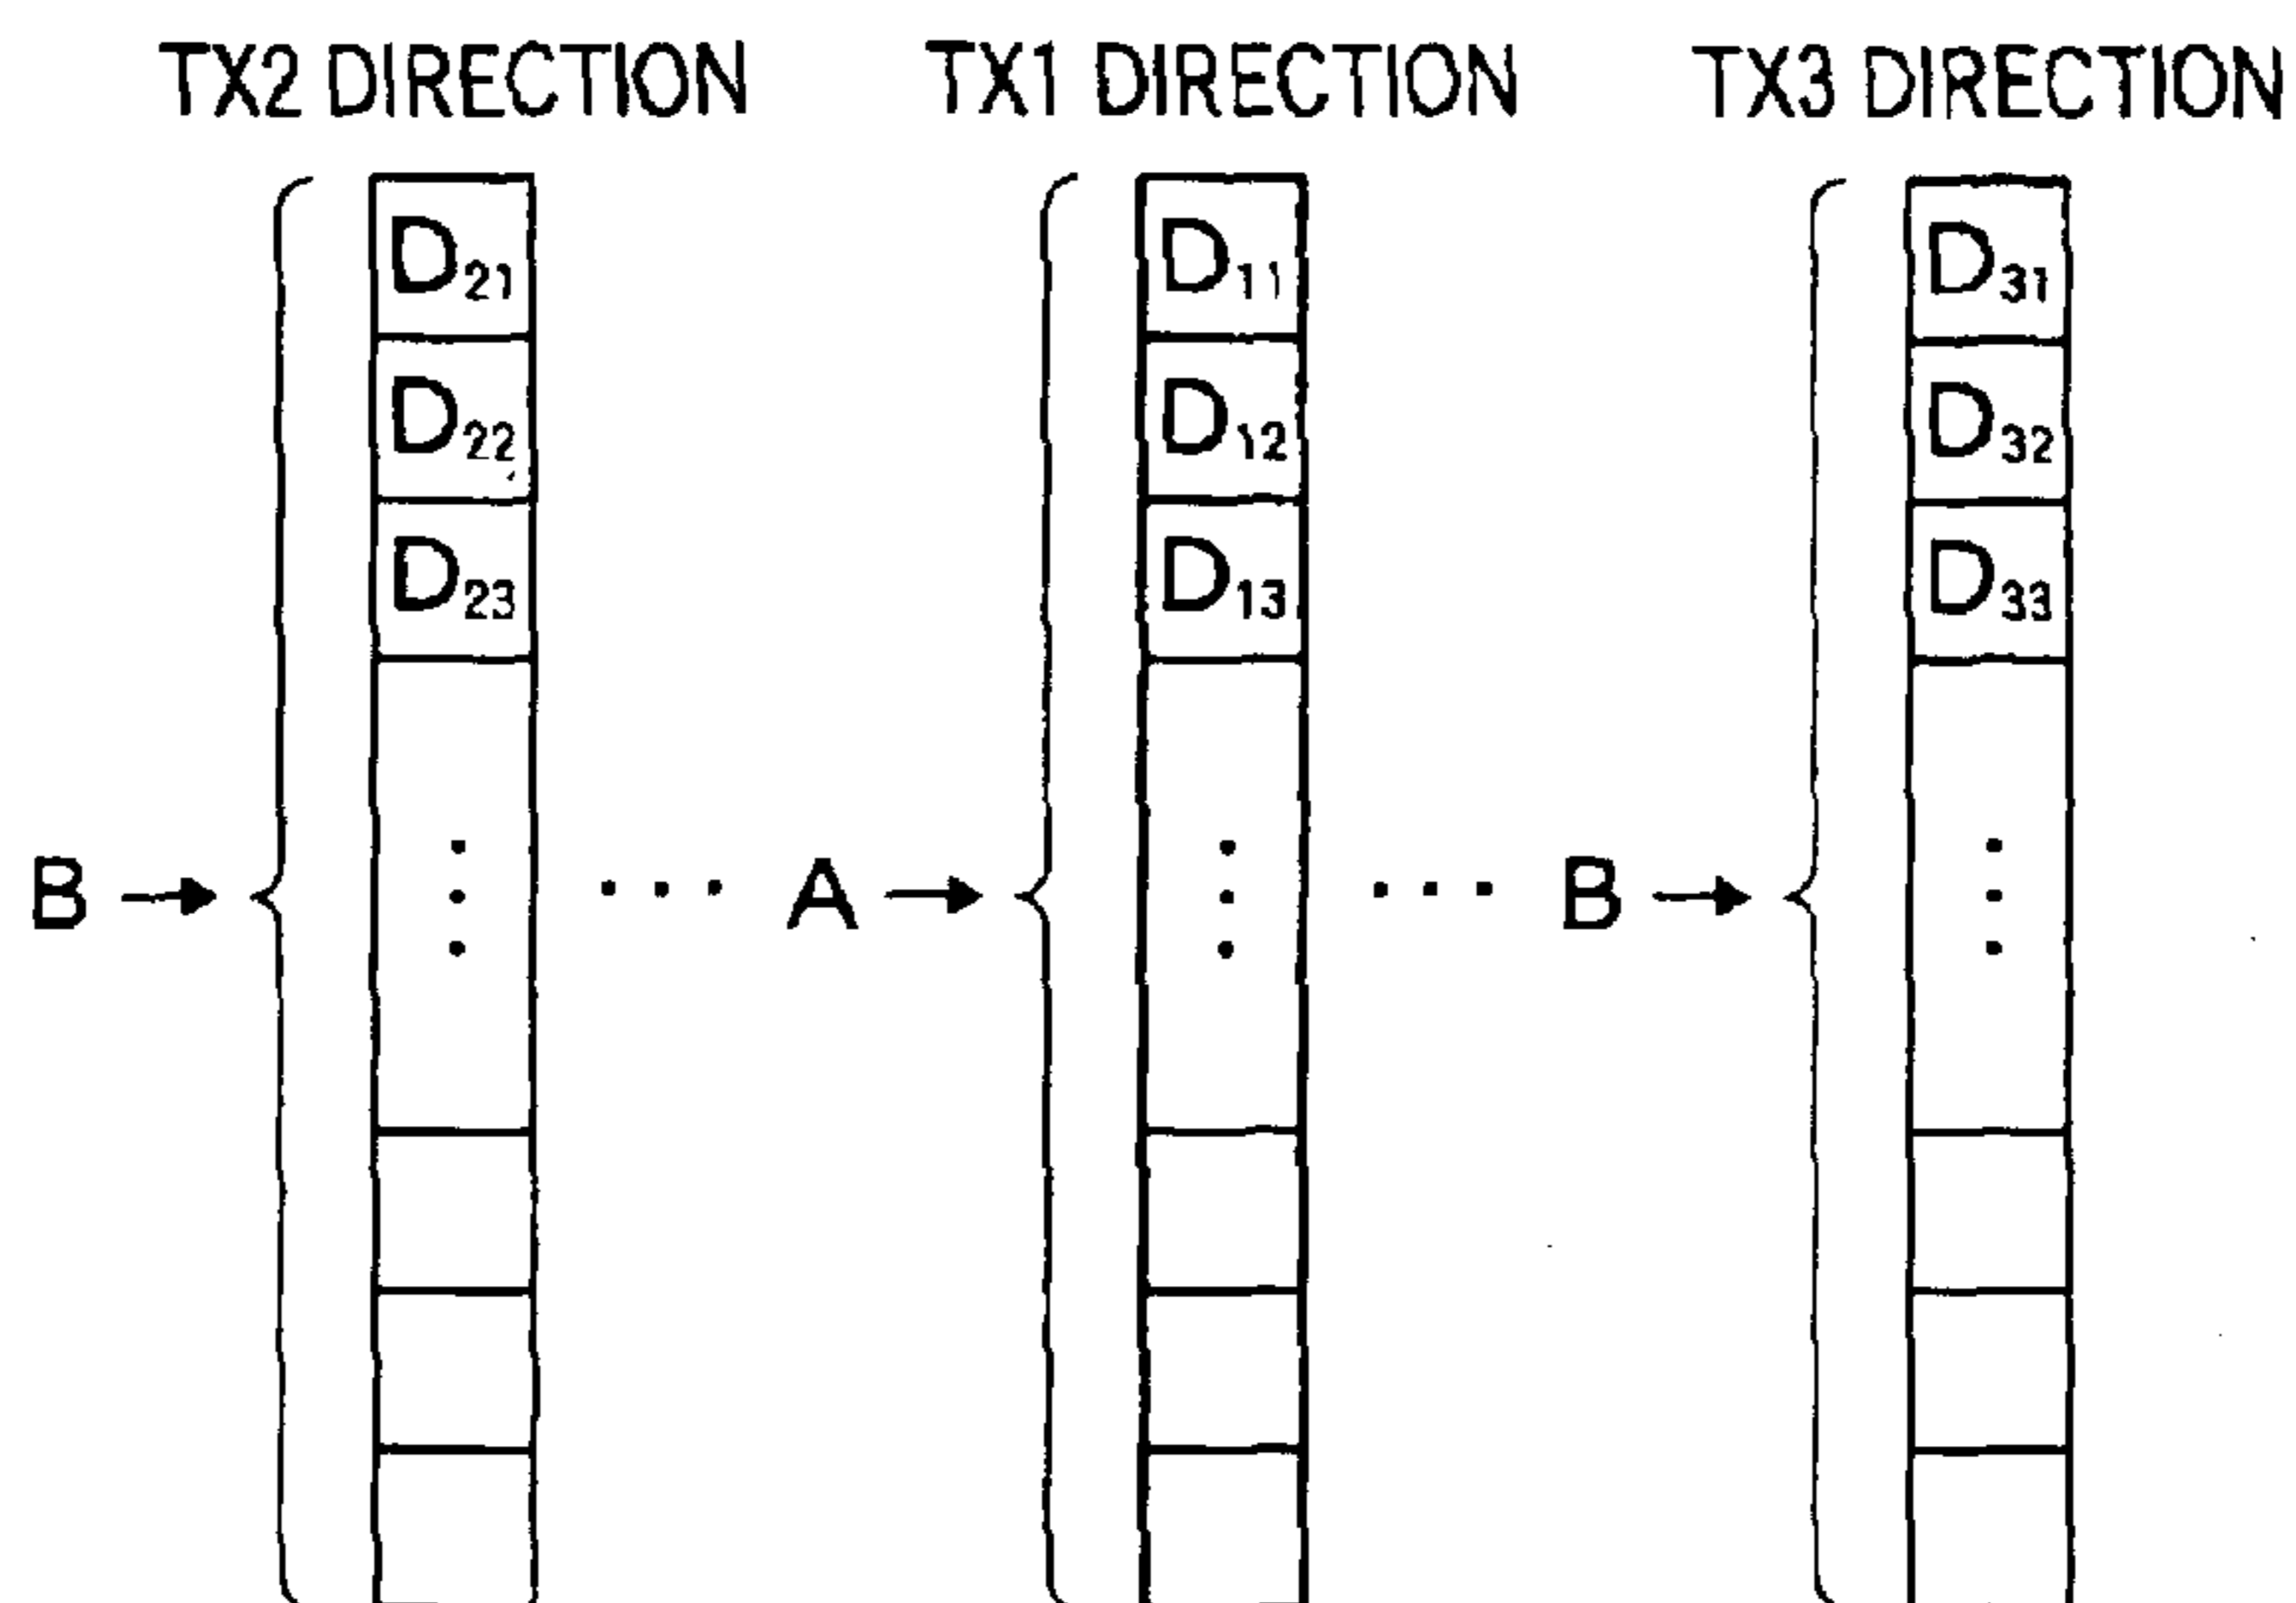 TX2 DIRECTION TX1 DIRECTION TX3 DIRECTION
D21 D11 D31
D22 D12 D32
D23 D13 D33
B → ... A → ... B →